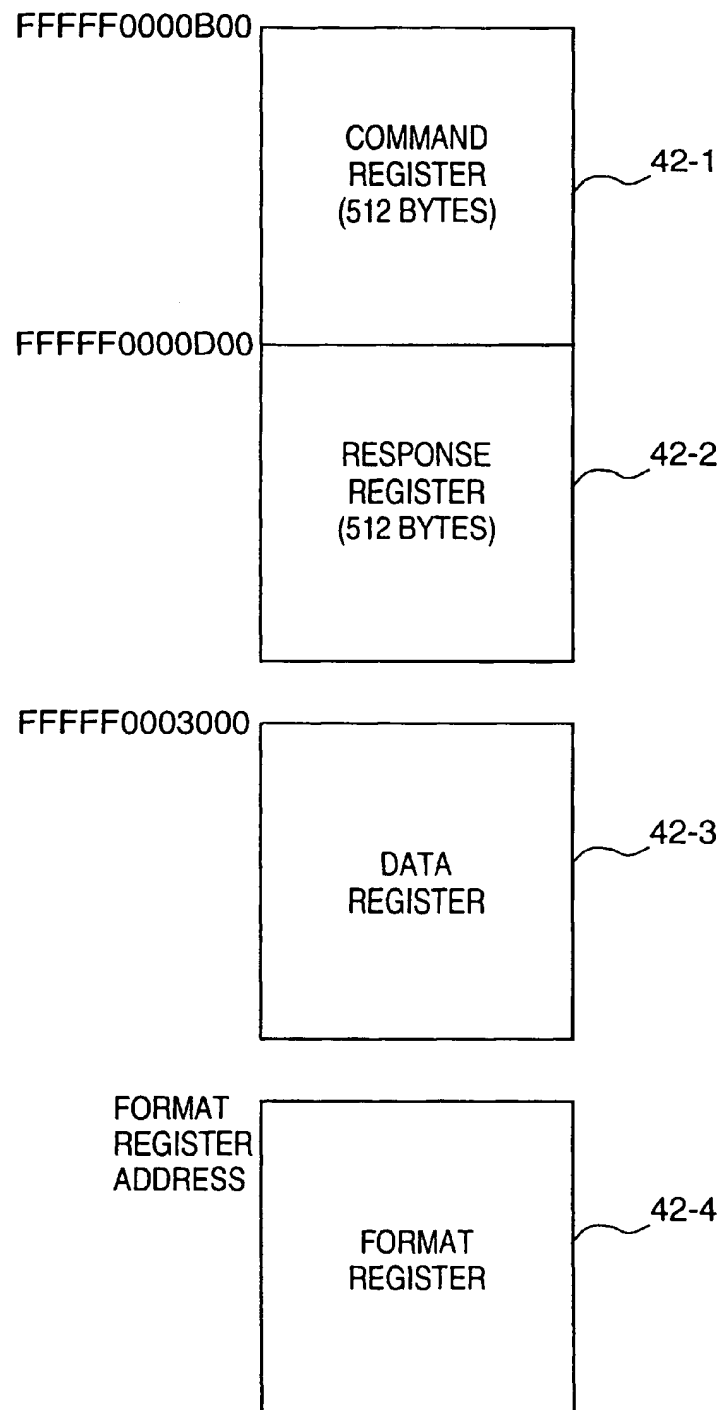 FFFFF0000B00
COMMAND
REGISTER
(512 BYTES)
42-1
FFFFF0000D00
RESPONSE
REGISTER
(512 BYTES)
42-2
FFFFF0003000
DATA
REGISTER
42-3
FORMAT
REGISTER
ADDRESS
FORMAT
REGISTER
42-4